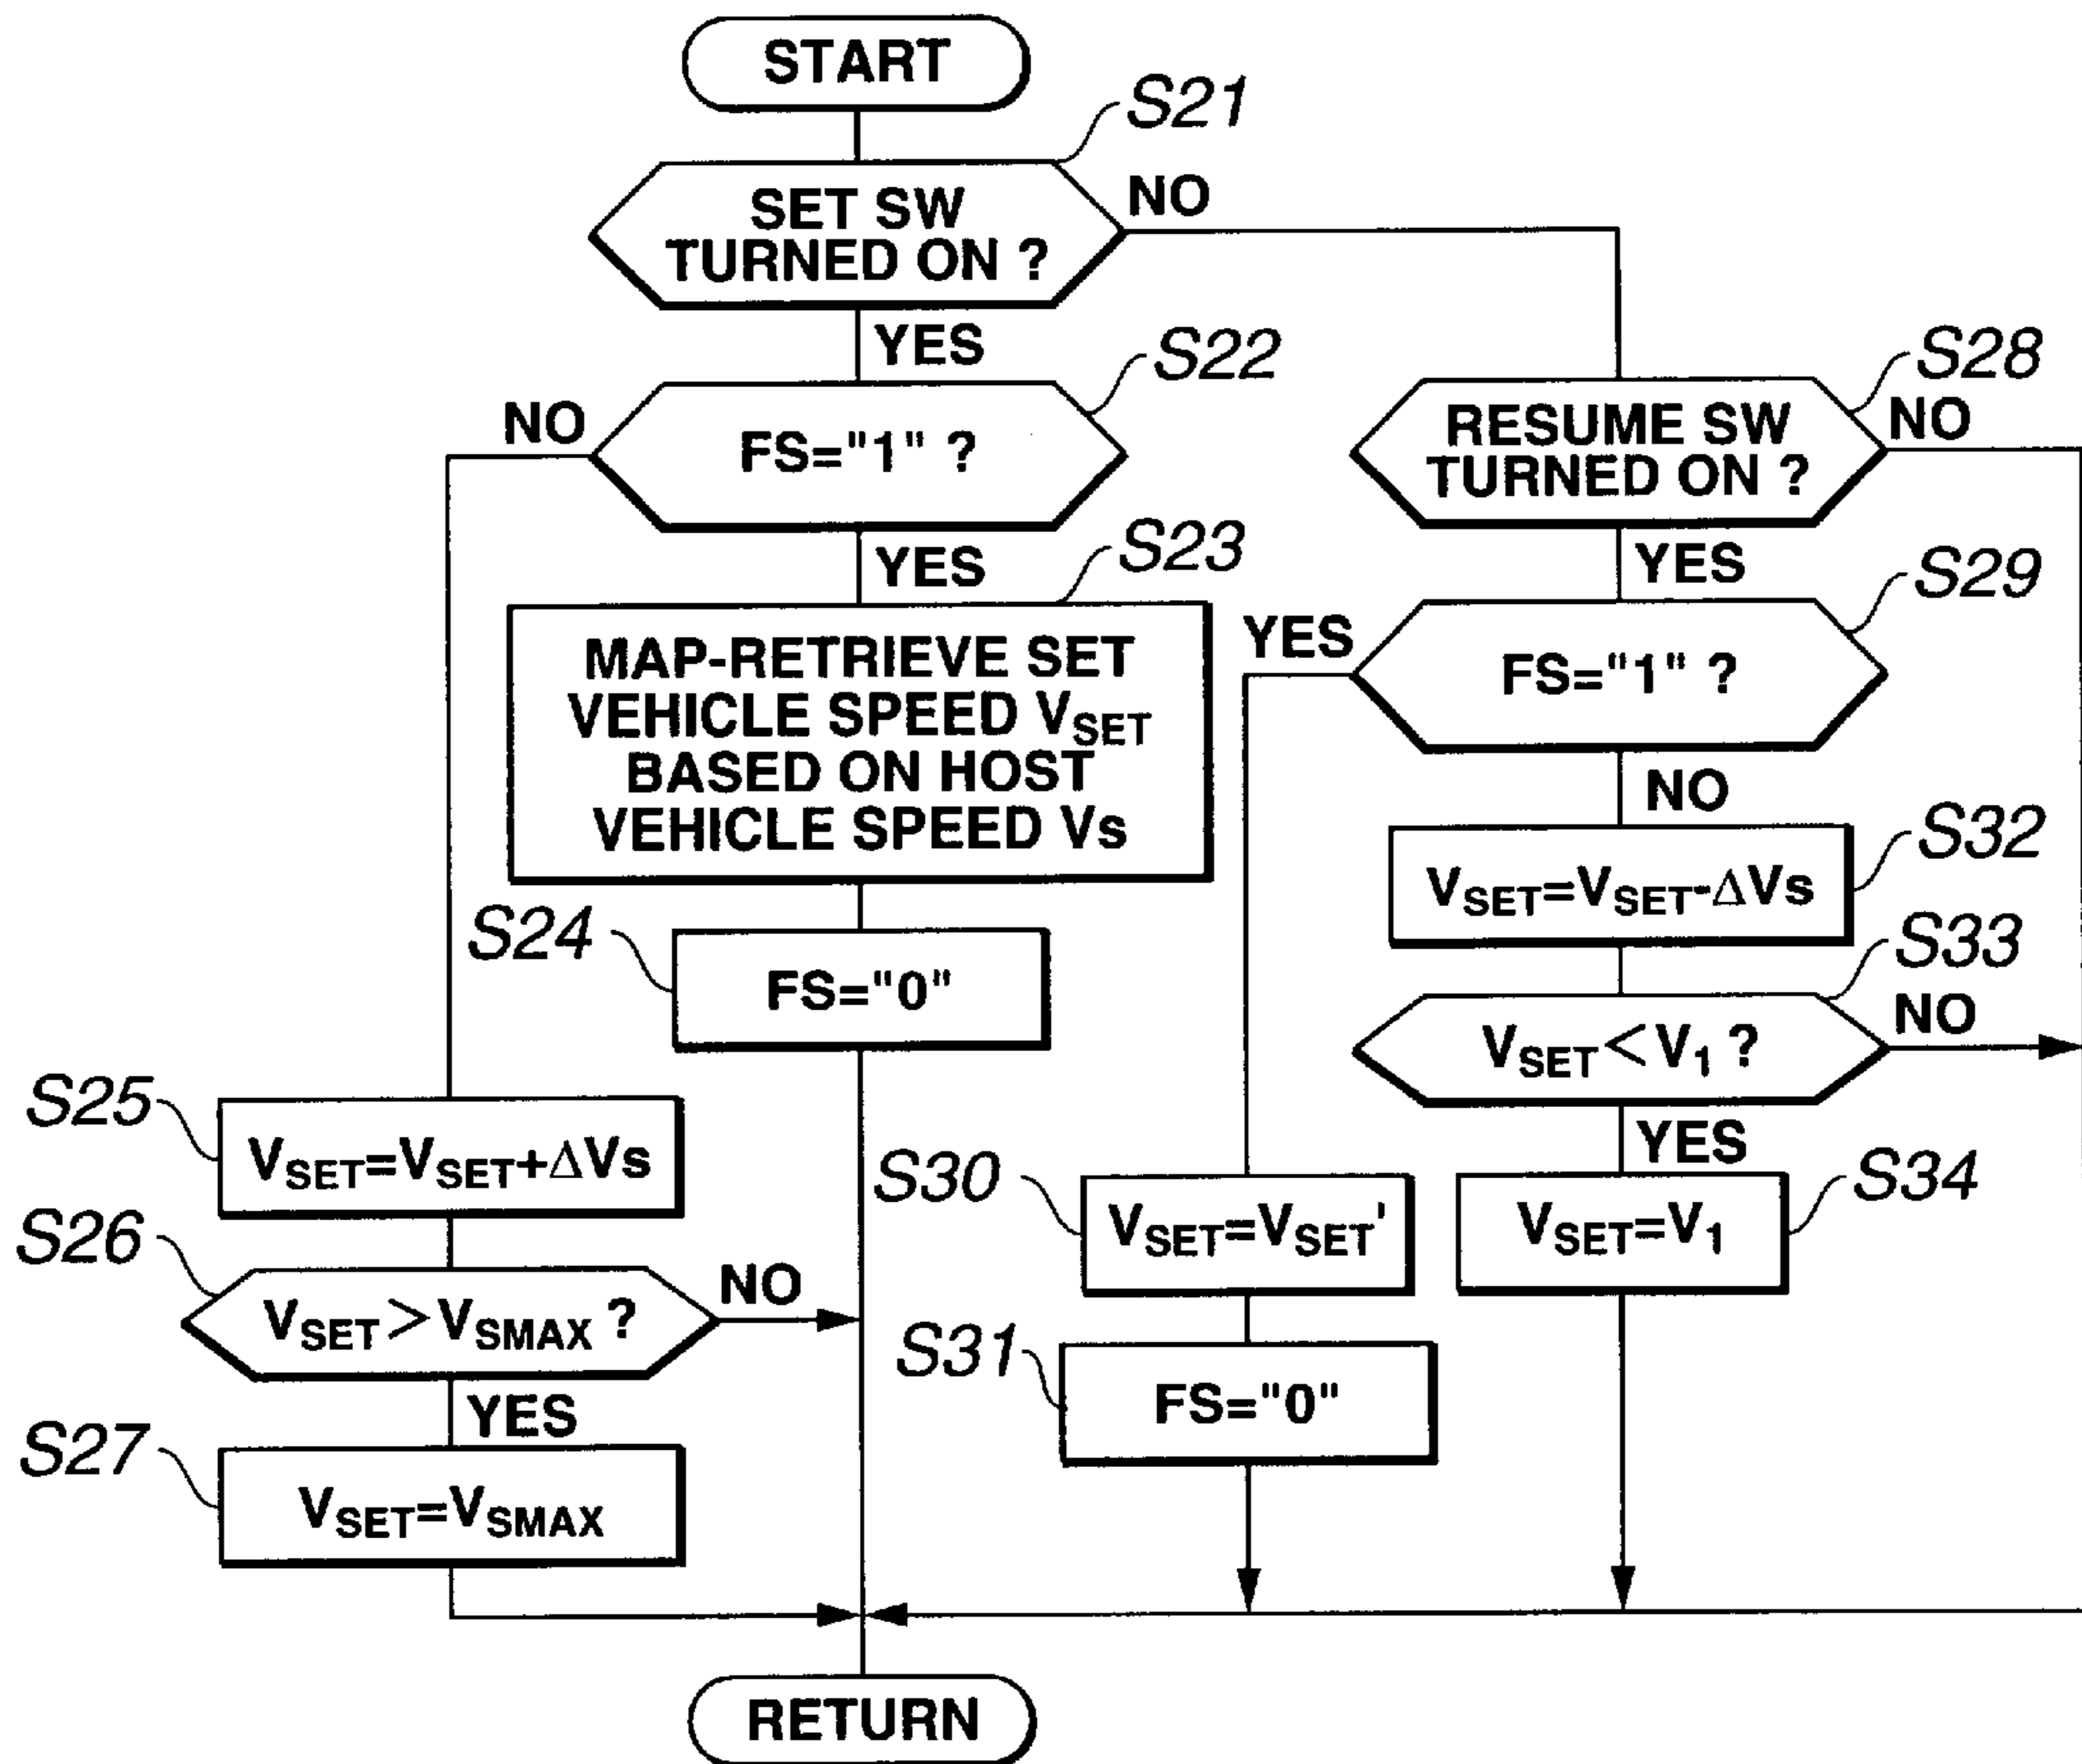 START
S21
SET SW
TURNED ON ?
NO
YES
S22
FS="1" ?
NO
YES
S23
MAP-RETRIEVE SET
VEHICLE SPEED VSET
BASED ON HOST
VEHICLE SPEED Vs
S24
FS="0"
S25
VSET=VSET+ΔVs
S26
VSET>VSMAX ?
NO
YES
S27
VSET=VSMAX
S28
RESUME SW
TURNED ON ?
NO
YES
S29
FS="1" ?
YES
NO
S30
VSET=VSET'
S31
FS="0"
S32
VSET=VSET-ΔVs
S33
VSET<V1 ?
NO
YES
S34
VSET=V1
RETURN